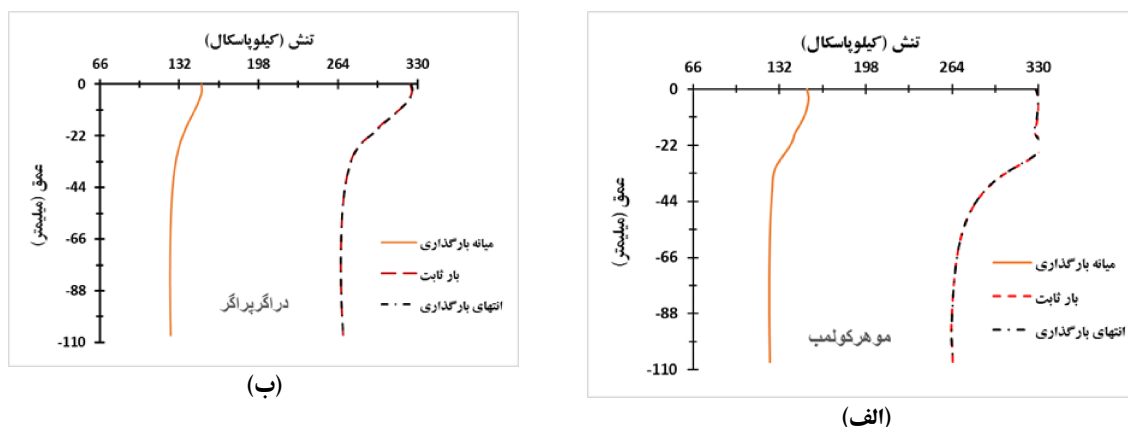 تنش (کیلوپاسکال)
66 132 198 264 330
0
-22
-44
-66
-88
-110
عمق (میلیمتر)
میانه بارگذاری
بار ثابت
انتهای بارگذاری
موهرکولمب
(الف)
تنش (کیلوپاسکال)
66 132 198 264 330
0
-22
-44
-66
-88
-110
عمق (میلیمتر)
میانه بارگذاری
بار ثابت
انتهای بارگذاری
دراگرپراگر
(ب)